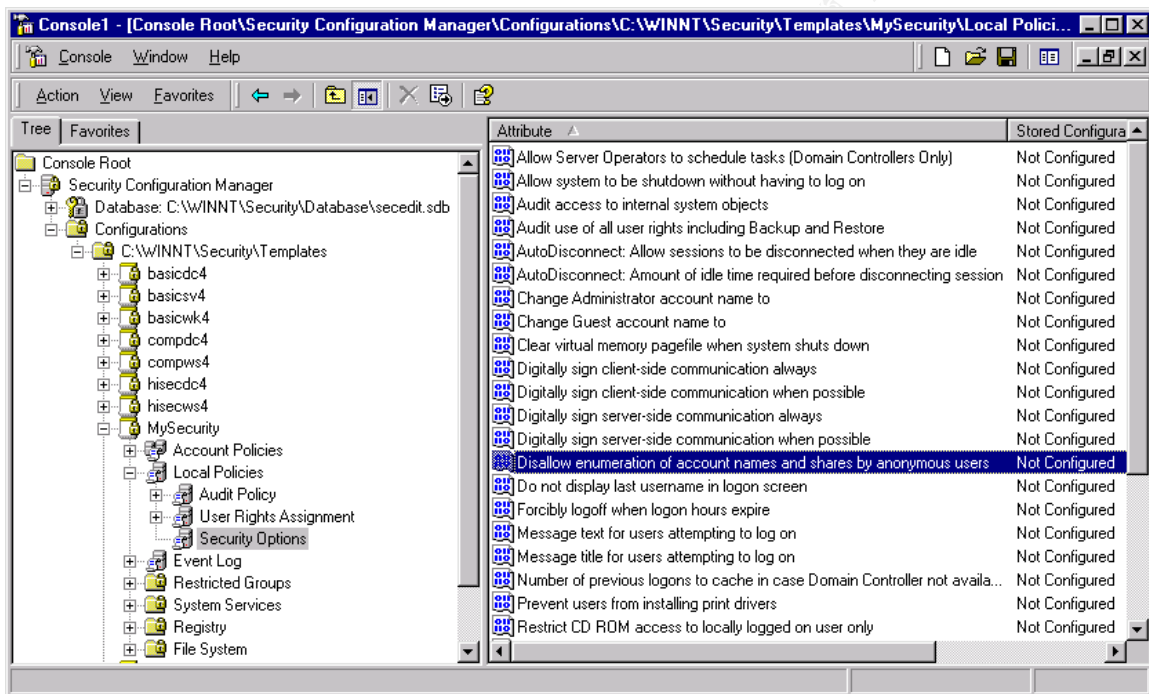 Console1 - [Console Root\Security Configuration Manager\Configurations\C:\WINNT\Security\Templates\MySecurity\Local Polici...
Console Window Help
Action View Favorites
Tree Favorites
Console Root
Security Configuration Manager
Database: C:\WINNT\Security\Database\secedit.sdb
Configurations
C:\WINNT\Security\Templates
basicdc4
basicsv4
basicwk4
compdc4
compws4
hisecdc4
hisecws4
MySecurity
Account Policies
Local Policies
Audit Policy
User Rights Assignment
Security Options
Event Log
Restricted Groups
System Services
Registry
File System
Attribute Stored Configura
Allow Server Operators to schedule tasks (Domain Controllers Only) Not Configured
Allow system to be shutdown without having to log on Not Configured
Audit access to internal system objects Not Configured
Audit use of all user rights including Backup and Restore Not Configured
AutoDisconnect: Allow sessions to be disconnected when they are idle Not Configured
AutoDisconnect: Amount of idle time required before disconnecting session Not Configured
Change Administrator account name to Not Configured
Change Guest account name to Not Configured
Clear virtual memory pagefile when system shuts down Not Configured
Digitally sign client-side communication always Not Configured
Digitally sign client-side communication when possible Not Configured
Digitally sign server-side communication always Not Configured
Digitally sign server-side communication when possible Not Configured
Disallow enumeration of account names and shares by anonymous users Not Configured
Do not display last username in logon screen Not Configured
Forcibly logoff when logon hours expire Not Configured
Message text for users attempting to log on Not Configured
Message title for users attempting to log on Not Configured
Number of previous logons to cache in case Domain Controller not availa... Not Configured
Prevent users from installing print drivers Not Configured
Restrict CD ROM access to locally logged on user only Not Configured